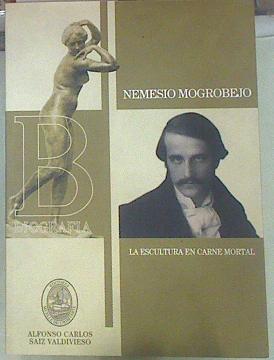 NEMESIO MOGROBEJO
B
BIOGRAFIA
LA ESCULTURA EN CARNE MORTAL
ALFONSO CARLOS
SAIZ VALDIVIESO